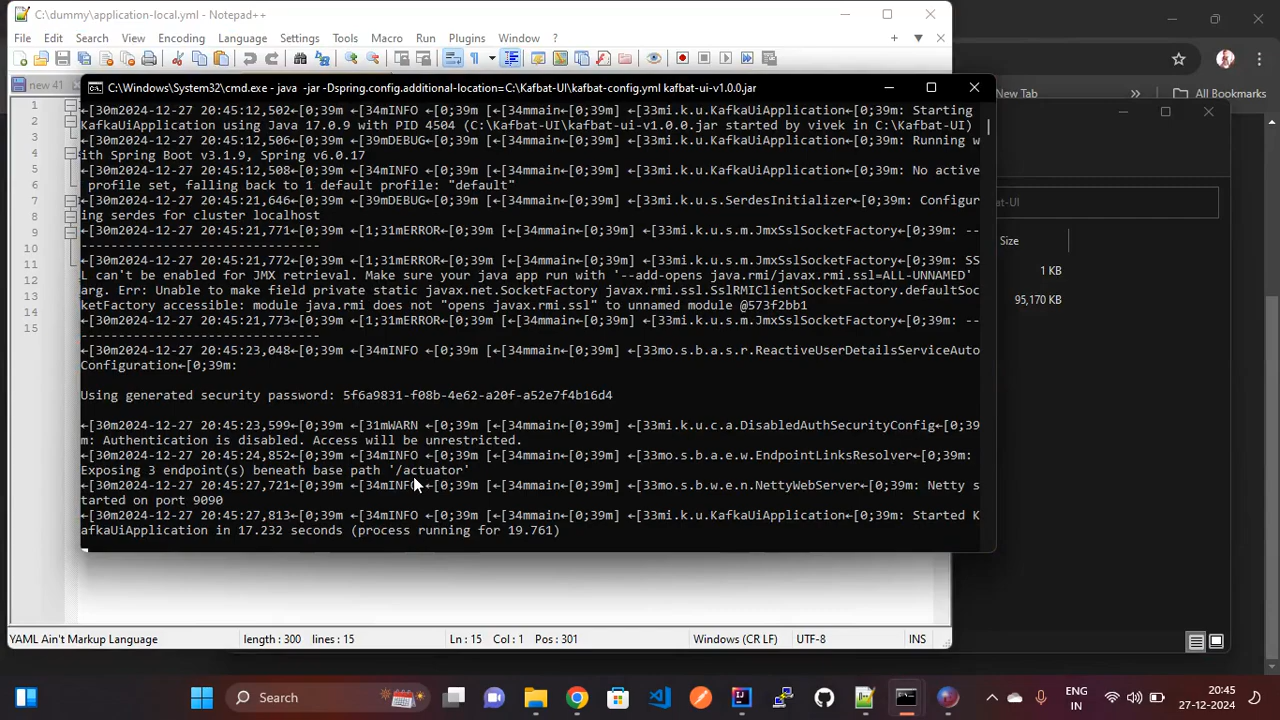 C:\dummy\application-local.yml - Notepad++
File Edit Search View Encoding Language Settings Tools Macro Run Plugins Window ?
new 41
New Tab
All Bookmarks
C:\Windows\System32\cmd.exe - java -jar -Dspring.config.additional-location=C:\Kafbat-UI\kafbat-config.yml kafbat-ui-v1.0.0.jar
←[30m2024-12-27 20:45:12,502←[0;39m ←[34mINFO ←[0;39m [←[34mmain←[0;39m] ←[33mi.k.u.KafkaUiApplication←[0;39m: Starting
KafkaUiApplication using Java 17.0.9 with PID 4504 (C:\Kafbat-UI\kafbat-ui-v1.0.0.jar started by vivek in C:\Kafbat-UI)
←[30m2024-12-27 20:45:12,506←[0;39m ←[39mDEBUG←[0;39m [←[34mmain←[0;39m] ←[33mi.k.u.KafkaUiApplication←[0;39m: Running w
ith Spring Boot v3.1.9, Spring v6.0.17
←[30m2024-12-27 20:45:12,508←[0;39m ←[34mINFO ←[0;39m [←[34mmain←[0;39m] ←[33mi.k.u.KafkaUiApplication←[0;39m: No active
profile set, falling back to 1 default profile: "default"
←[30m2024-12-27 20:45:21,646←[0;39m ←[39mDEBUG←[0;39m [←[34mmain←[0;39m] ←[33mi.k.u.s.SerdesInitializer←[0;39m: Configur
ing serdes for cluster localhost
←[30m2024-12-27 20:45:21,771←[0;39m ←[1;31mERROR←[0;39m [←[34mmain←[0;39m] ←[33mi.k.u.s.m.JmxSslSocketFactory←[0;39m: --
--------------------------------
←[30m2024-12-27 20:45:21,772←[0;39m ←[1;31mERROR←[0;39m [←[34mmain←[0;39m] ←[33mi.k.u.s.m.JmxSslSocketFactory←[0;39m: SS
L can't be enabled for JMX retrieval. Make sure your java app run with '--add-opens java.rmi/javax.rmi.ssl=ALL-UNNAMED'
arg. Err: Unable to make field private static javax.net.SocketFactory javax.rmi.ssl.SslRMIClientSocketFactory.defaultSoc
ketFactory accessible: module java.rmi does not "opens javax.rmi.ssl" to unnamed module @573f2bb1
←[30m2024-12-27 20:45:21,773←[0;39m ←[1;31mERROR←[0;39m [←[34mmain←[0;39m] ←[33mi.k.u.s.m.JmxSslSocketFactory←[0;39m: --
--------------------------------
←[30m2024-12-27 20:45:23,048←[0;39m ←[34mINFO ←[0;39m [←[34mmain←[0;39m] ←[33mo.s.b.a.s.r.ReactiveUserDetailsServiceAuto
Configuration←[0;39m:
Using generated security password: 5f6a9831-f08b-4e62-a20f-a52e7f4b16d4
←[30m2024-12-27 20:45:23,599←[0;39m ←[31mWARN ←[0;39m [←[34mmain←[0;39m] ←[33mi.k.u.c.a.DisabledAuthSecurityConfig←[0;39
m: Authentication is disabled. Access will be unrestricted.
←[30m2024-12-27 20:45:24,852←[0;39m ←[34mINFO ←[0;39m [←[34mmain←[0;39m] ←[33mo.s.b.a.e.w.EndpointLinksResolver←[0;39m:
Exposing 3 endpoint(s) beneath base path '/actuator'
←[30m2024-12-27 20:45:27,721←[0;39m ←[34mINFO ←[0;39m [←[34mmain←[0;39m] ←[33mo.s.b.w.e.n.NettyWebServer←[0;39m: Netty s
tarted on port 9090
←[30m2024-12-27 20:45:27,813←[0;39m ←[34mINFO ←[0;39m [←[34mmain←[0;39m] ←[33mi.k.u.KafkaUiApplication←[0;39m: Started K
afkaUiApplication in 17.232 seconds (process running for 19.761)
1
2
3
4
5
6
7
8
9
10
11
12
13
14
15
bat-UI
Size
1 KB
95,170 KB
YAML Ain't Markup Language length : 300 lines : 15 Ln : 15 Col : 1 Pos : 301 Windows (CR LF) UTF-8 INS
Search
ENG
IN
20:45
27-12-2024